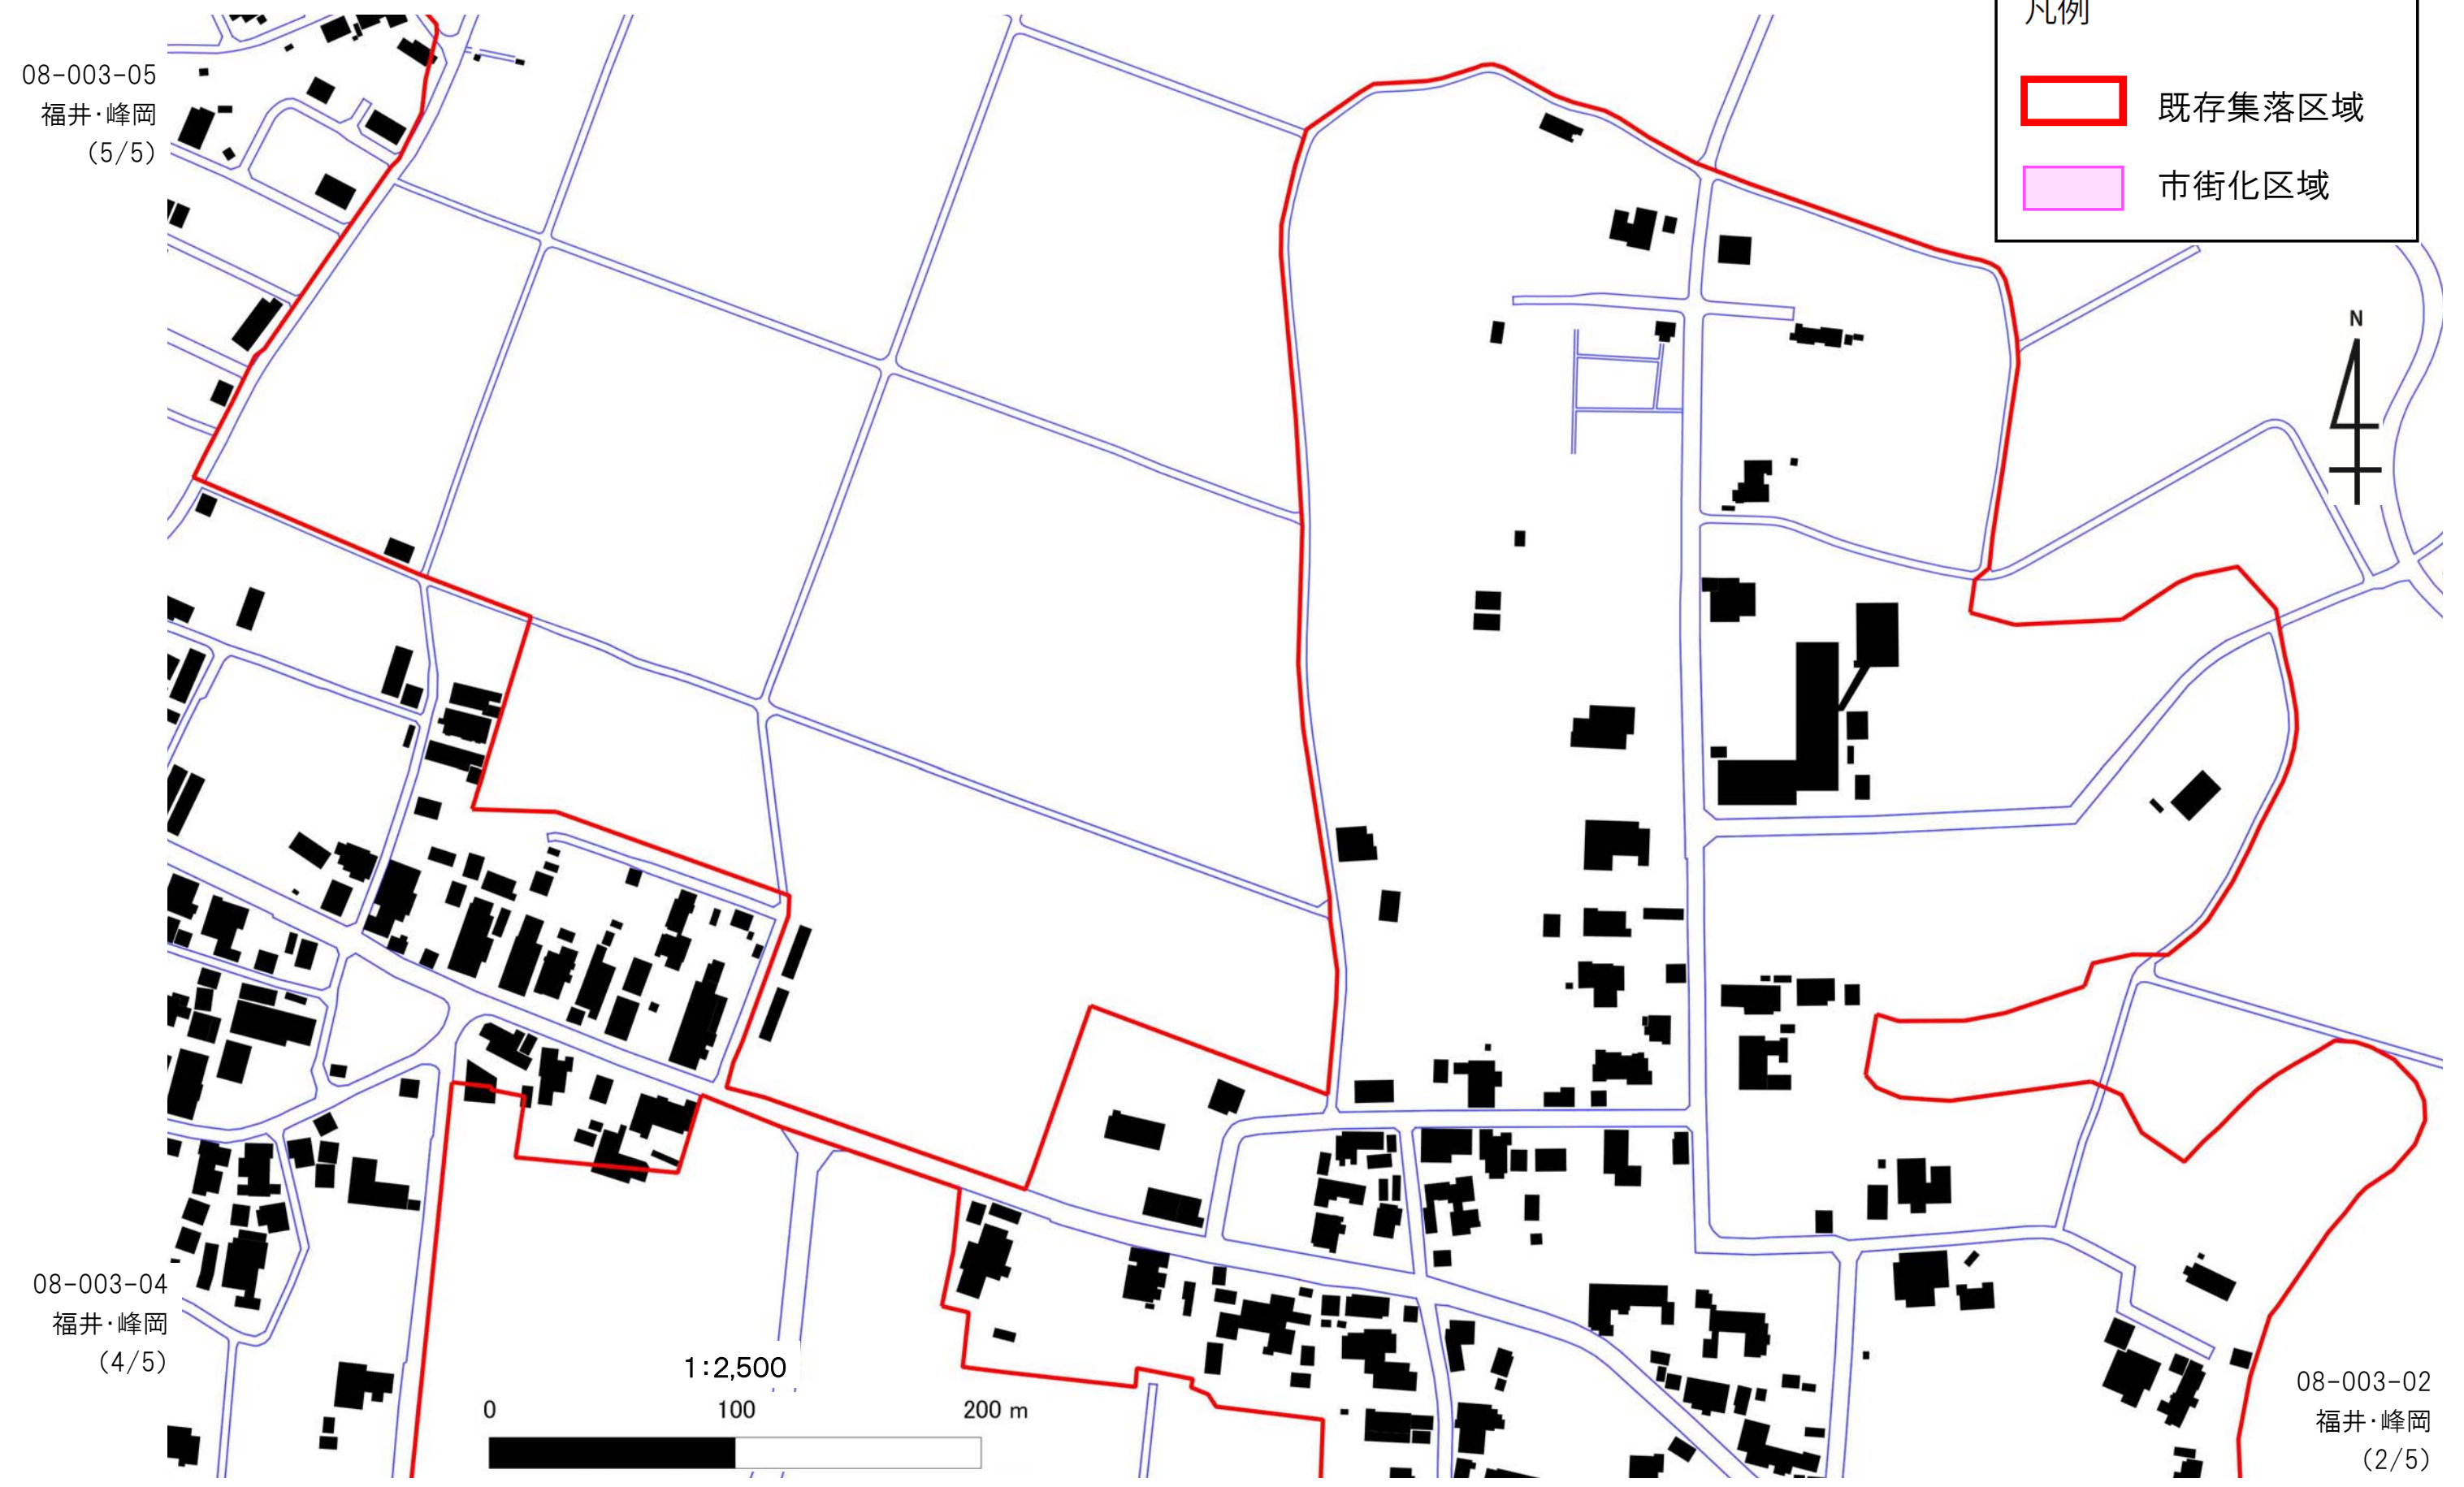 凡例
既存集落区域
市街化区域
08-003-05
福井・峰岡
(5/5)
N
08-003-04
福井・峰岡
(4/5)
1:2,500
0 100 200 m
08-003-02
福井・峰岡
(2/5)